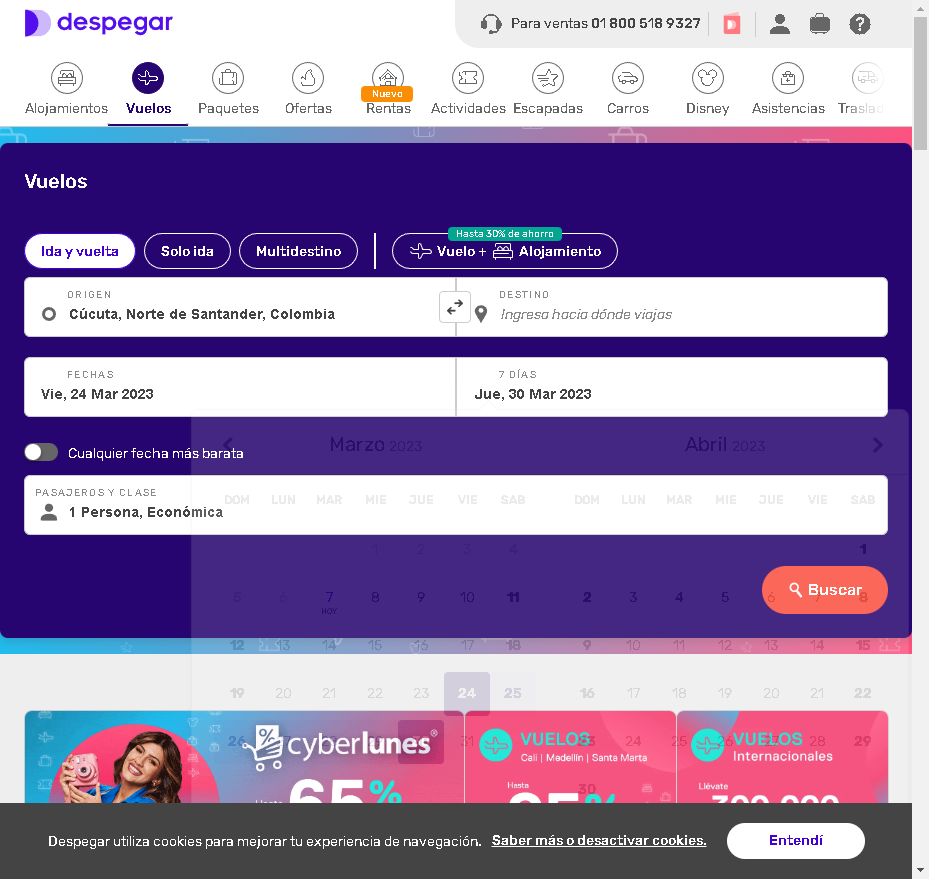 despegar
Para ventas 01 800 518 9327
Alojamientos
Vuelos
Paquetes
Ofertas
Nuevo
Rentas
Actividades
Escapadas
Carros
Disney
Asistencias
Traslad
Vuelos
Hasta 30% de ahorro
Ida y vuelta
Solo ida
Multidestino
Vuelo + Alojamiento
ORIGEN
Cúcuta, Norte de Santander, Colombia
DESTINO
Ingresa hacia dónde viajas
FECHAS
Vie, 24 Mar 2023
7 DÍAS
Jue, 30 Mar 2023
Marzo 2023
Abril 2023
Cualquier fecha más barata
PASAJEROS Y CLASE
1 Persona, Económica
DOM LUN MAR MIE JUE VIE SAB
DOM LUN MAR MIE JUE VIE SAB
1 2 3 4
1
5 6 7 8 9 10 11
2 3 4 5 6 7 8
HOY
Buscar
12 13 14 15 16 17 18
9 10 11 12 13 14 15
19 20 21 22 23 24 25
16 17 18 19 20 21 22
26 31
24 25 28 29
30
cyberlunes
Hasta
65%
VUELOS
Cali | Medellín | Santa Marta
Hasta
VUELOS
Internacionales
Llévate
Despegar utiliza cookies para mejorar tu experiencia de navegación. Saber más o desactivar cookies.
Entendí